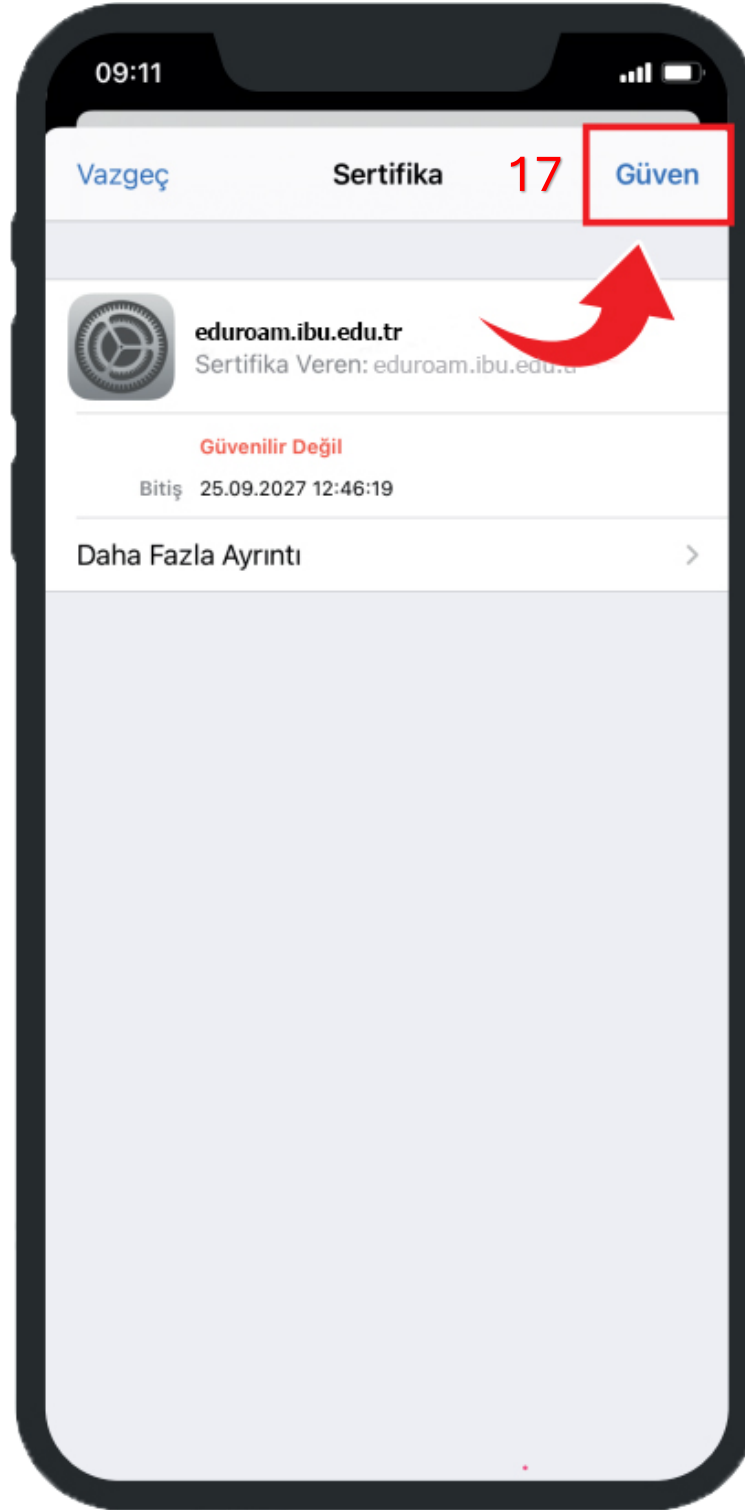 09:11
Vazgeç Sertifika 17 Güven
eduroam.ibu.edu.tr
Sertifika Veren: eduroam.ibu.edu.tr
Güvenilir Değil
Bitiş 25.09.2027 12:46:19
Daha Fazla Ayrıntı